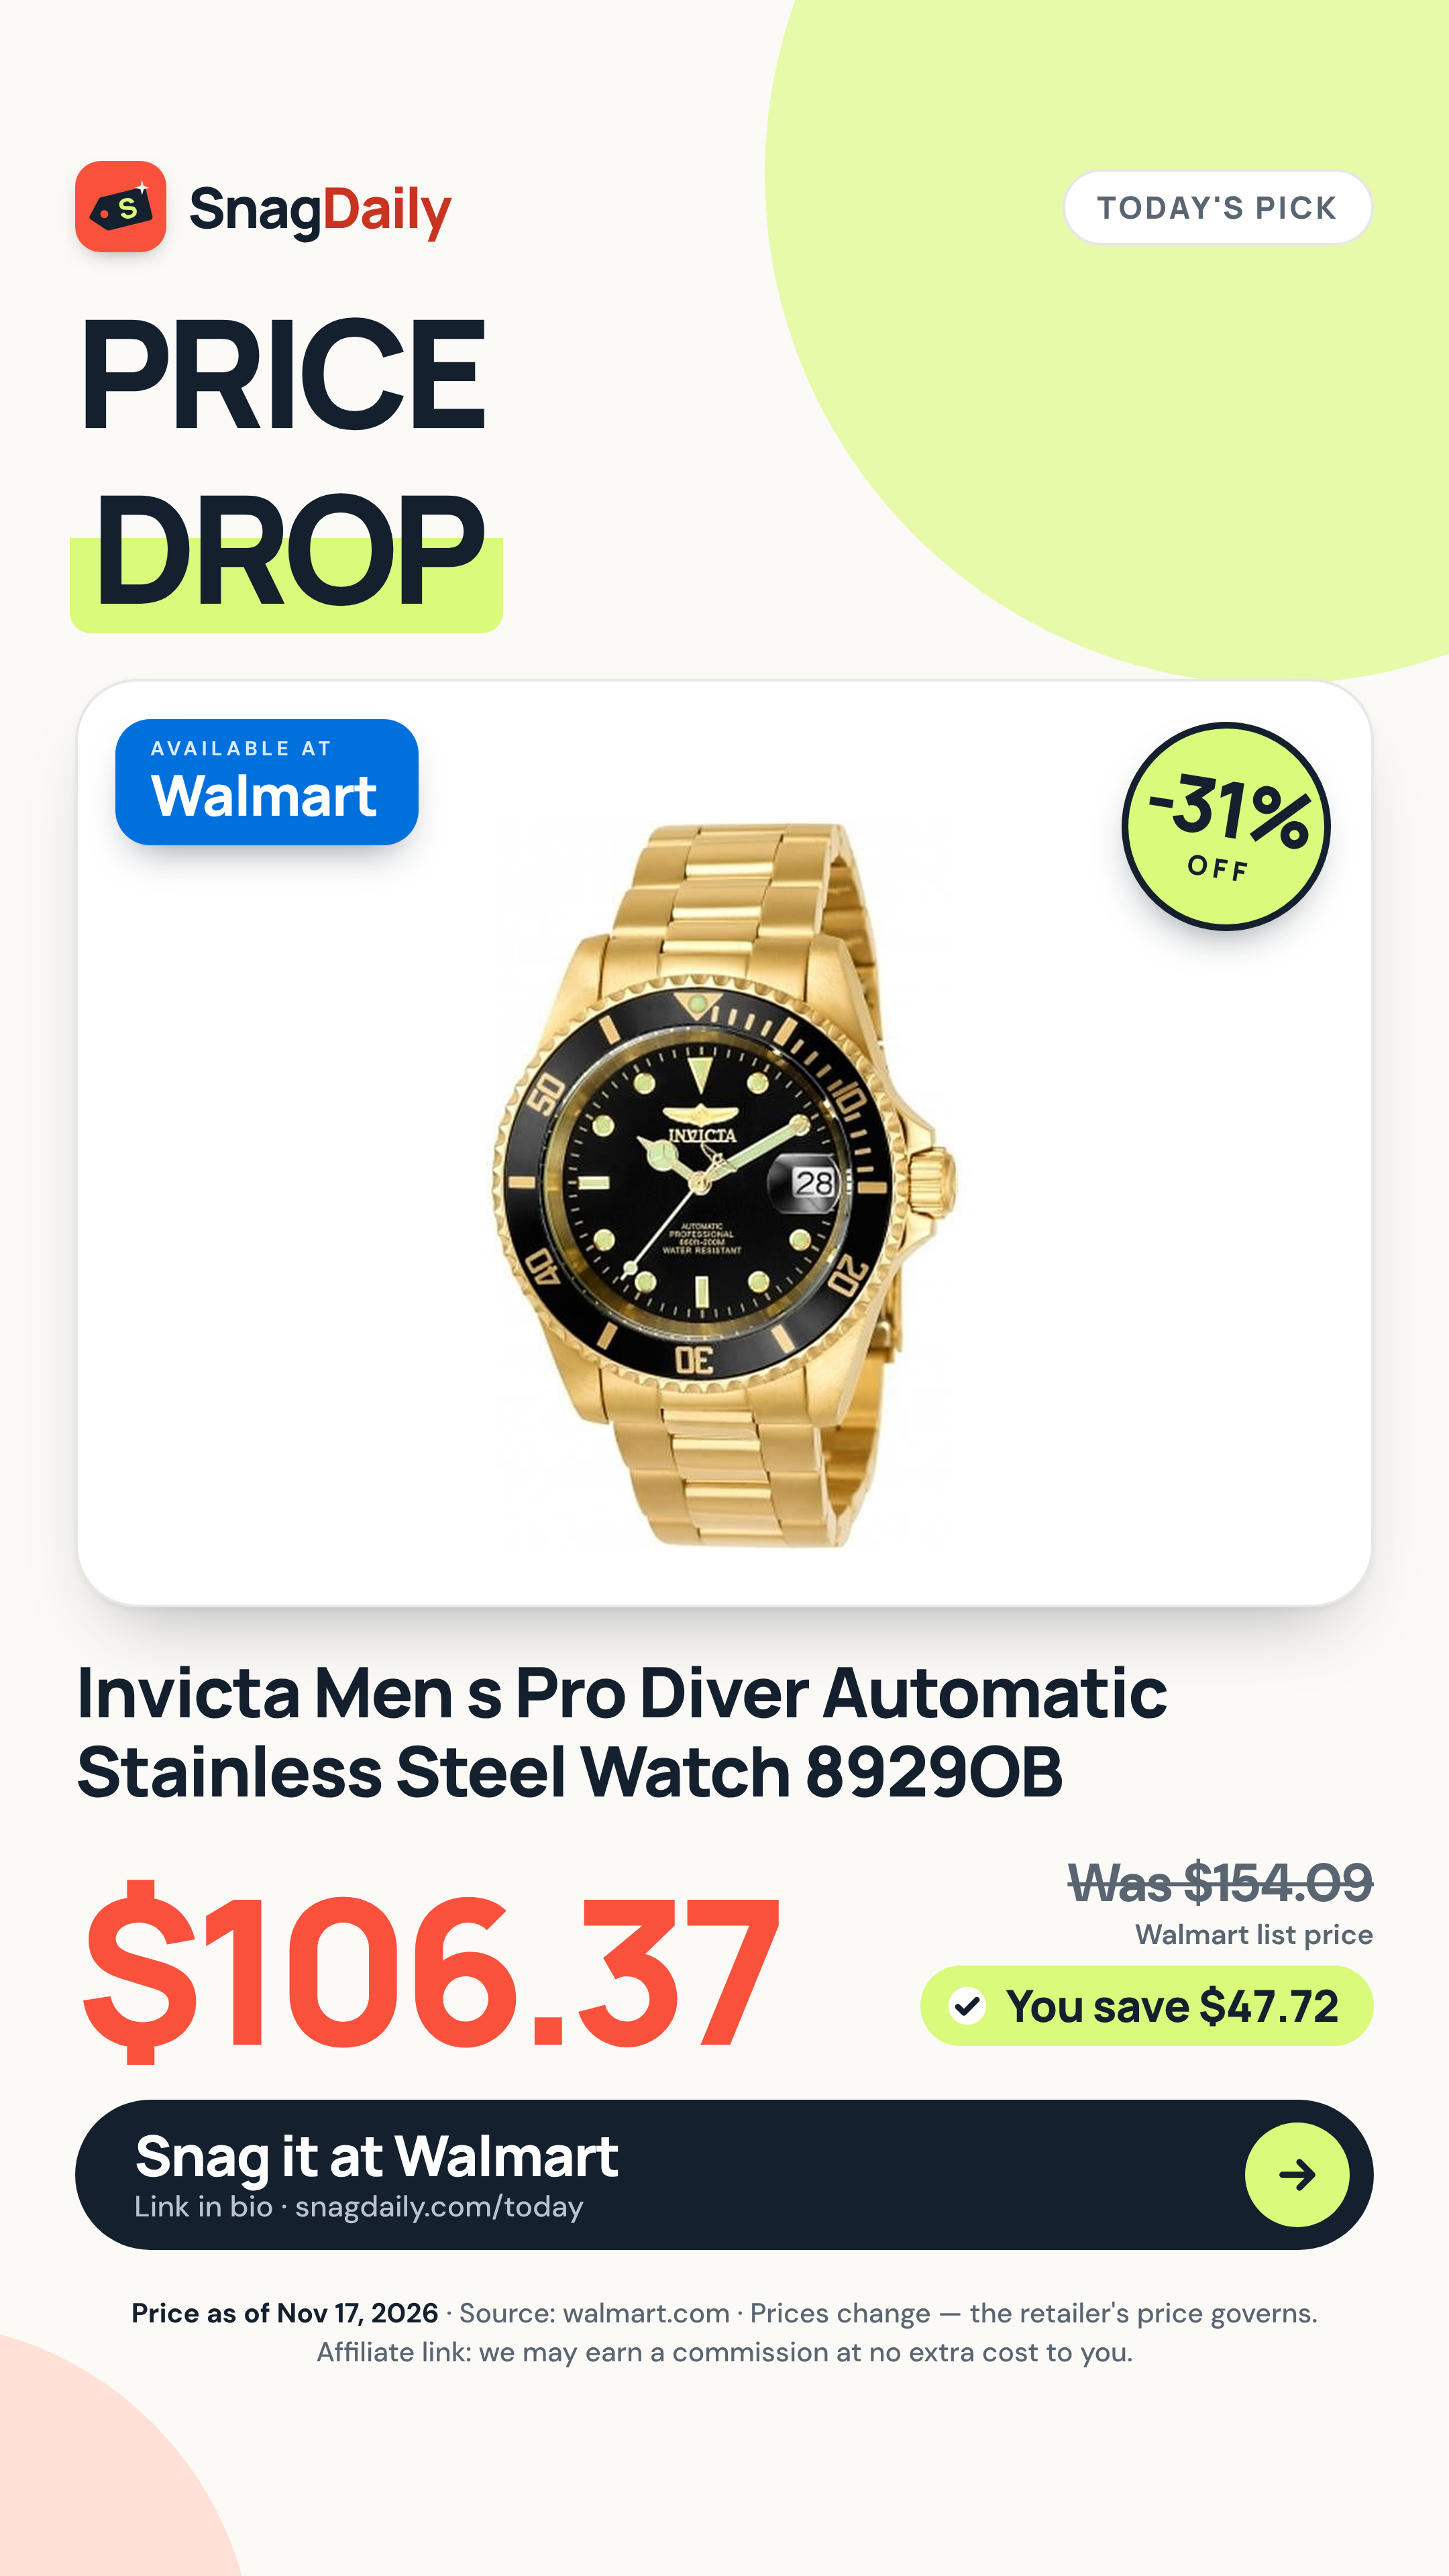 S
SnagDaily
TODAY'S PICK
PRICE
DROP
AVAILABLE AT
Walmart
-31%
OFF
50
10
INVICTA
28
AUTOMATIC
PROFESSIONAL
660ft-200M
WATER RESISTANT
40
20
30
Invicta Men s Pro Diver Automatic
Stainless Steel Watch 8929OB
Was $154.09
$106.37
Walmart list price
You save $47.72
Snag it at Walmart
Link in bio · snagdaily.com/today
Price as of Nov 17, 2026 · Source: walmart.com · Prices change — the retailer's price governs.
Affiliate link: we may earn a commission at no extra cost to you.